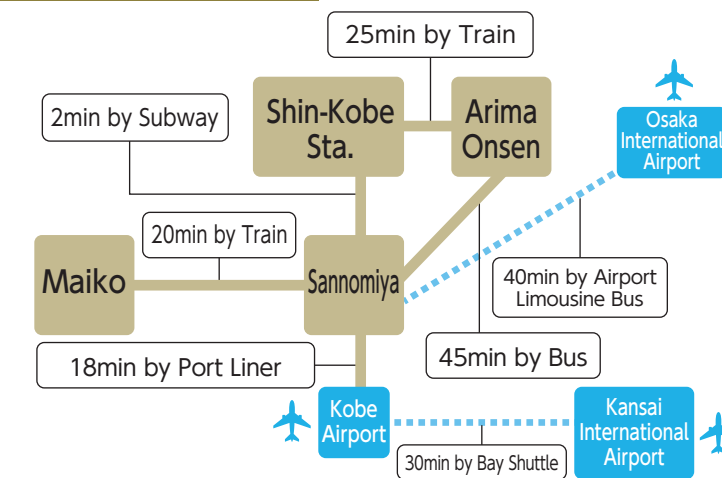 25min by Train
2min by Subway
Shin-Kobe
Sta.
Arima
Onsen
Osaka
International
Airport
20min by Train
Maiko
Sannomiya
40min by Airport
Limousine Bus
18min by Port Liner
45min by Bus
Kobe
Airport
Kansai
International
Airport
30min by Bay Shuttle